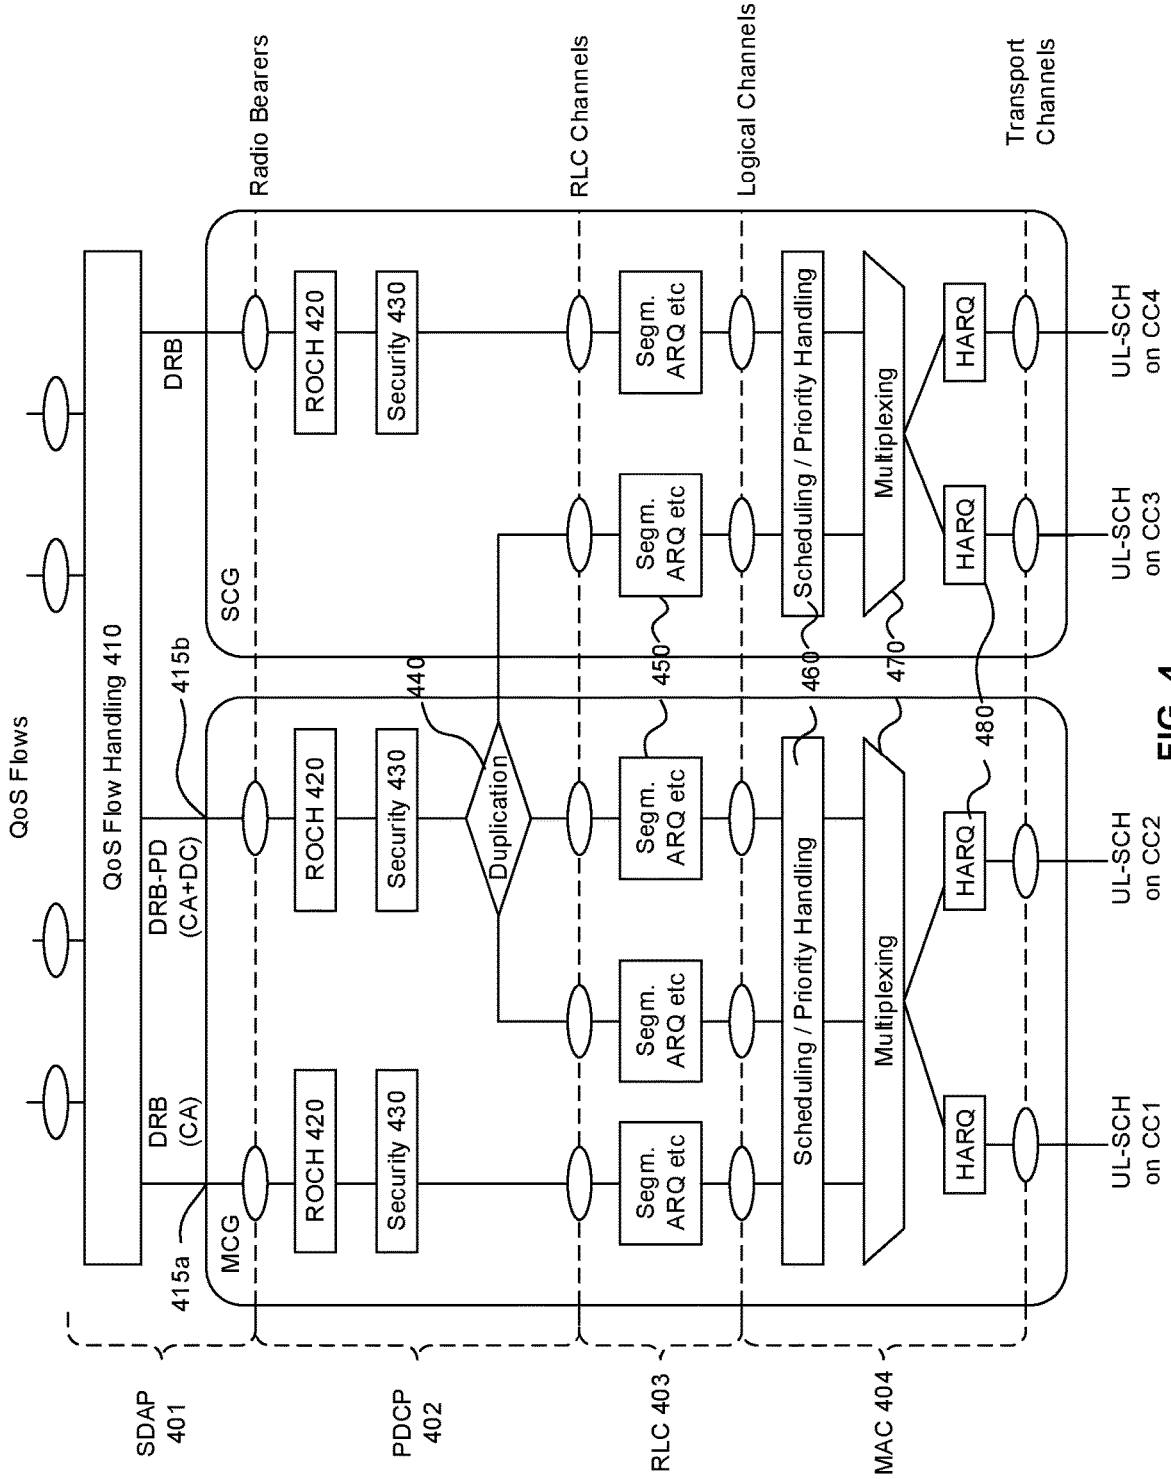 QoS Flows
QoS Flow Handling 410
SDAP
401
415a
DRB
(CA)
DRB-PD
(CA+DC)
415b
DRB
MCG
SCG
Radio Bearers
PDCP
402
ROCH 420
ROCH 420
ROCH 420
Security 430
Security 430
Security 430
440
Duplication
RLC Channels
RLC 403
Segm.
ARQ etc
Segm.
ARQ etc
Segm.
ARQ etc
450
Segm.
ARQ etc
Segm.
ARQ etc
Logical Channels
MAC 404
Scheduling / Priority Handling
460
Scheduling / Priority Handling
Multiplexing
470
Multiplexing
HARQ
HARQ
480
HARQ
HARQ
Transport
Channels
UL-SCH
on CC1
UL-SCH
on CC2
UL-SCH
on CC3
UL-SCH
on CC4
FIG. 4